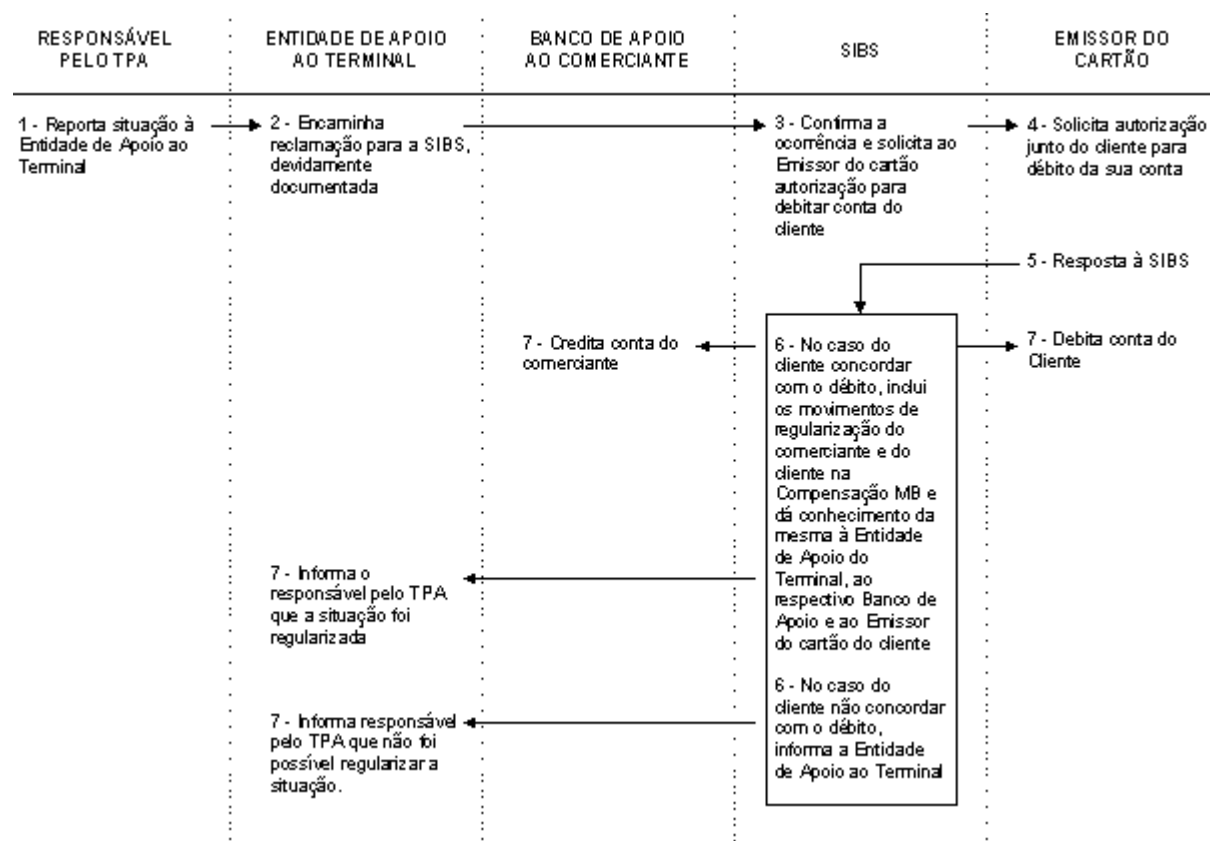 RESPONSÁVEL
PELO TPA
ENTIDADE DE APOIO
AO TERMINAL
BANCO DE APOIO
AO COMERCIANTE
SIBS
EMISSOR DO
CARTÃO
1 - Reporta situação à
Entidade de Apoio ao
Terminal
2 - Encaminha
reclamação para a SIBS,
devidamente
documentada
3 - Confirma a
ocorrência e solicita ao
Emissor do cartão
autorização para
debitar conta do
cliente
4 - Solicita autorização
junto do cliente para
débito da sua conta
5 - Resposta à SIBS
7 - Credita conta do
comerciante
6 - No caso do
cliente concordar
com o débito, inclui
os movimentos de
regularização do
comerciante e do
cliente na
Compensação MB e
dá conhecimento da
mesma à Entidade
de Apoio do
Terminal, ao
respectivo Banco de
Apoio e ao Emissor
do cartão do cliente
7 - Debita conta do
Cliente
7 - Informa o
responsável pelo TPA
que a situação foi
regularizada
6 - No caso do
cliente não concordar
com o débito,
informa a Entidade
de Apoio ao Terminal
7 - Informa responsável
pelo TPA que não foi
possível regularizar a
situação.